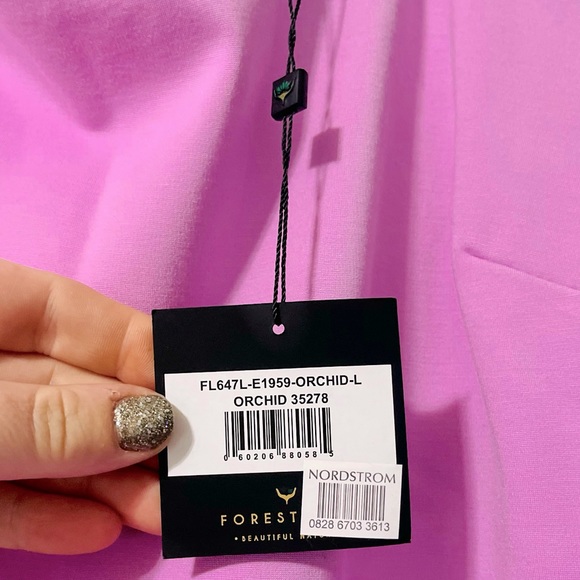 FL647L-E1959-ORCHID-L
ORCHID 35278
0 60206 88058 5
NORDSTROM
0828 6703 3613
FOREST
• BEAUTIFUL